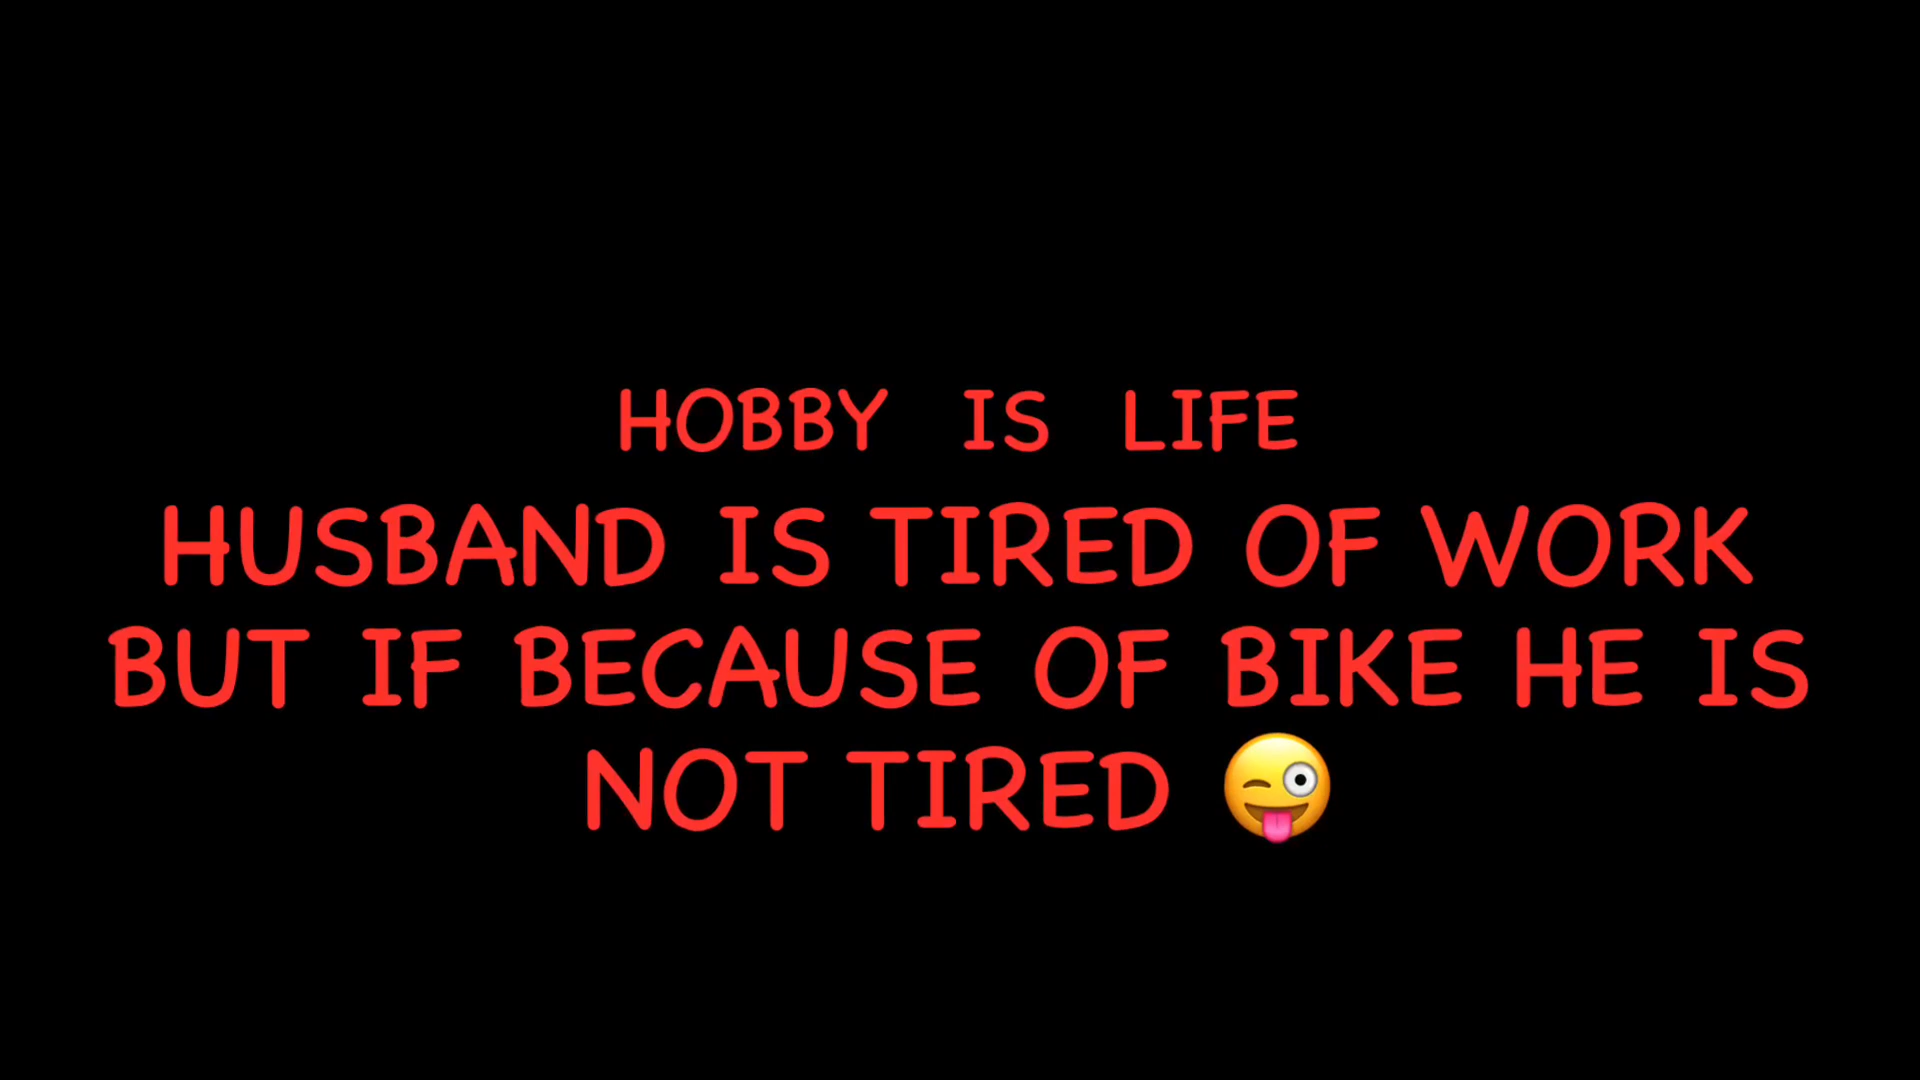 HOBBY IS LIFE
HUSBAND IS TIRED OF WORK
BUT IF BECAUSE OF BIKE HE IS
NOT TIRED 😜